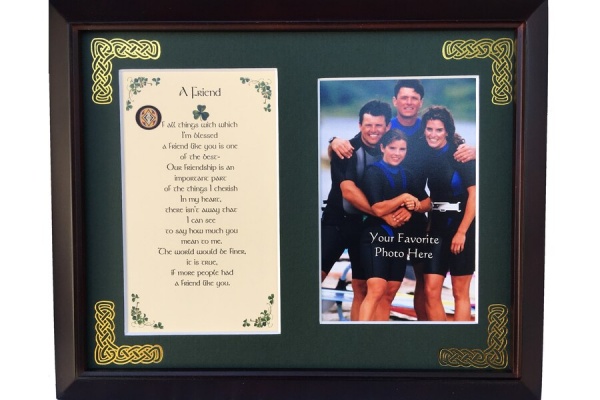 A Friend
Of all things with which
I'm blessed
a friend like you is one
of the best-
Our friendship is an
important part
of the things I cherish
In my heart,
there isn't away that
I can see
to say how much you
mean to me.
The world would be finer,
it is true,
if more people had
a friend like you.
Your Favorite
Photo Here